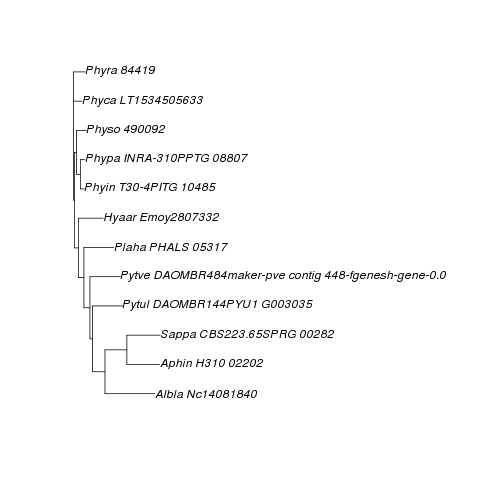 Phyra 84419
Phyca LT1534505633
Physo 490092
Phypa INRA-310PPTG 08807
Phyin T30-4PITG 10485
Hyaar Emoy2807332
Plaha PHALS 05317
Pytve DAOMBR484maker-pve contig 448-fgenesh-gene-0.0
Pytul DAOMBR144PYU1 G003035
Sappa CBS223.65SPRG 00282
Aphin H310 02202
Albla Nc14081840